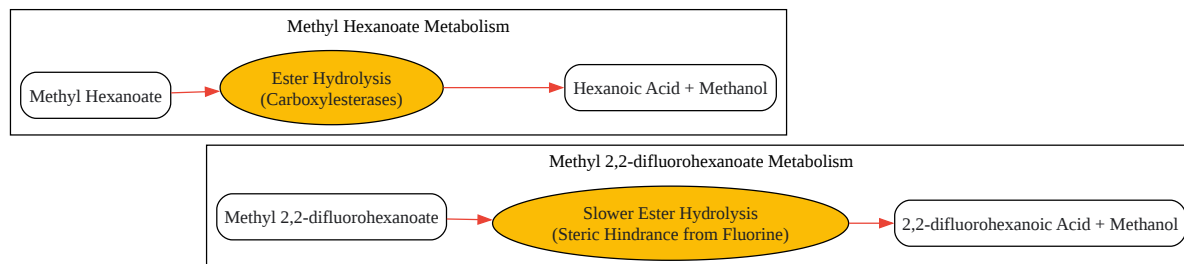 Methyl Hexanoate Metabolism
Methyl Hexanoate
Ester Hydrolysis
(Carboxylesterases)
Hexanoic Acid + Methanol
Methyl 2,2-difluorohexanoate Metabolism
Methyl 2,2-difluorohexanoate
Slower Ester Hydrolysis
(Steric Hindrance from Fluorine)
2,2-difluorohexanoic Acid + Methanol